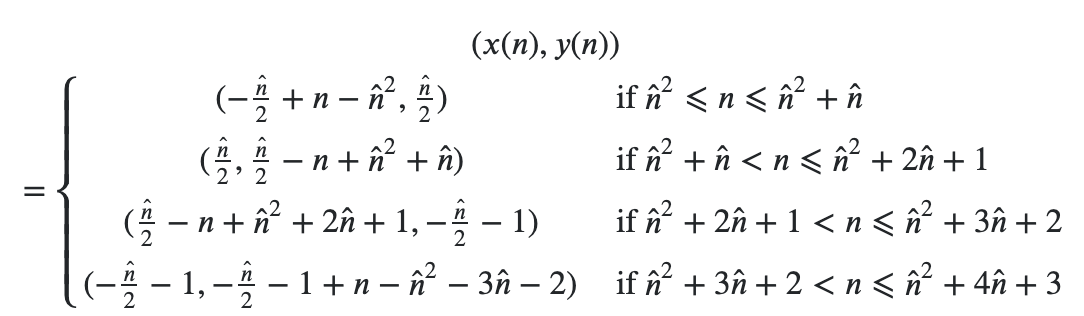 (x(n), y(n))
= { (−n̂/2 + n − n̂², n̂/2) if n̂² ⩽ n ⩽ n̂² + n̂
(n̂/2, n̂/2 − n + n̂² + n̂) if n̂² + n̂ < n ⩽ n̂² + 2n̂ + 1
(n̂/2 − n + n̂² + 2n̂ + 1, −n̂/2 − 1) if n̂² + 2n̂ + 1 < n ⩽ n̂² + 3n̂ + 2
(−n̂/2 − 1, −n̂/2 − 1 + n − n̂² − 3n̂ − 2) if n̂² + 3n̂ + 2 < n ⩽ n̂² + 4n̂ + 3